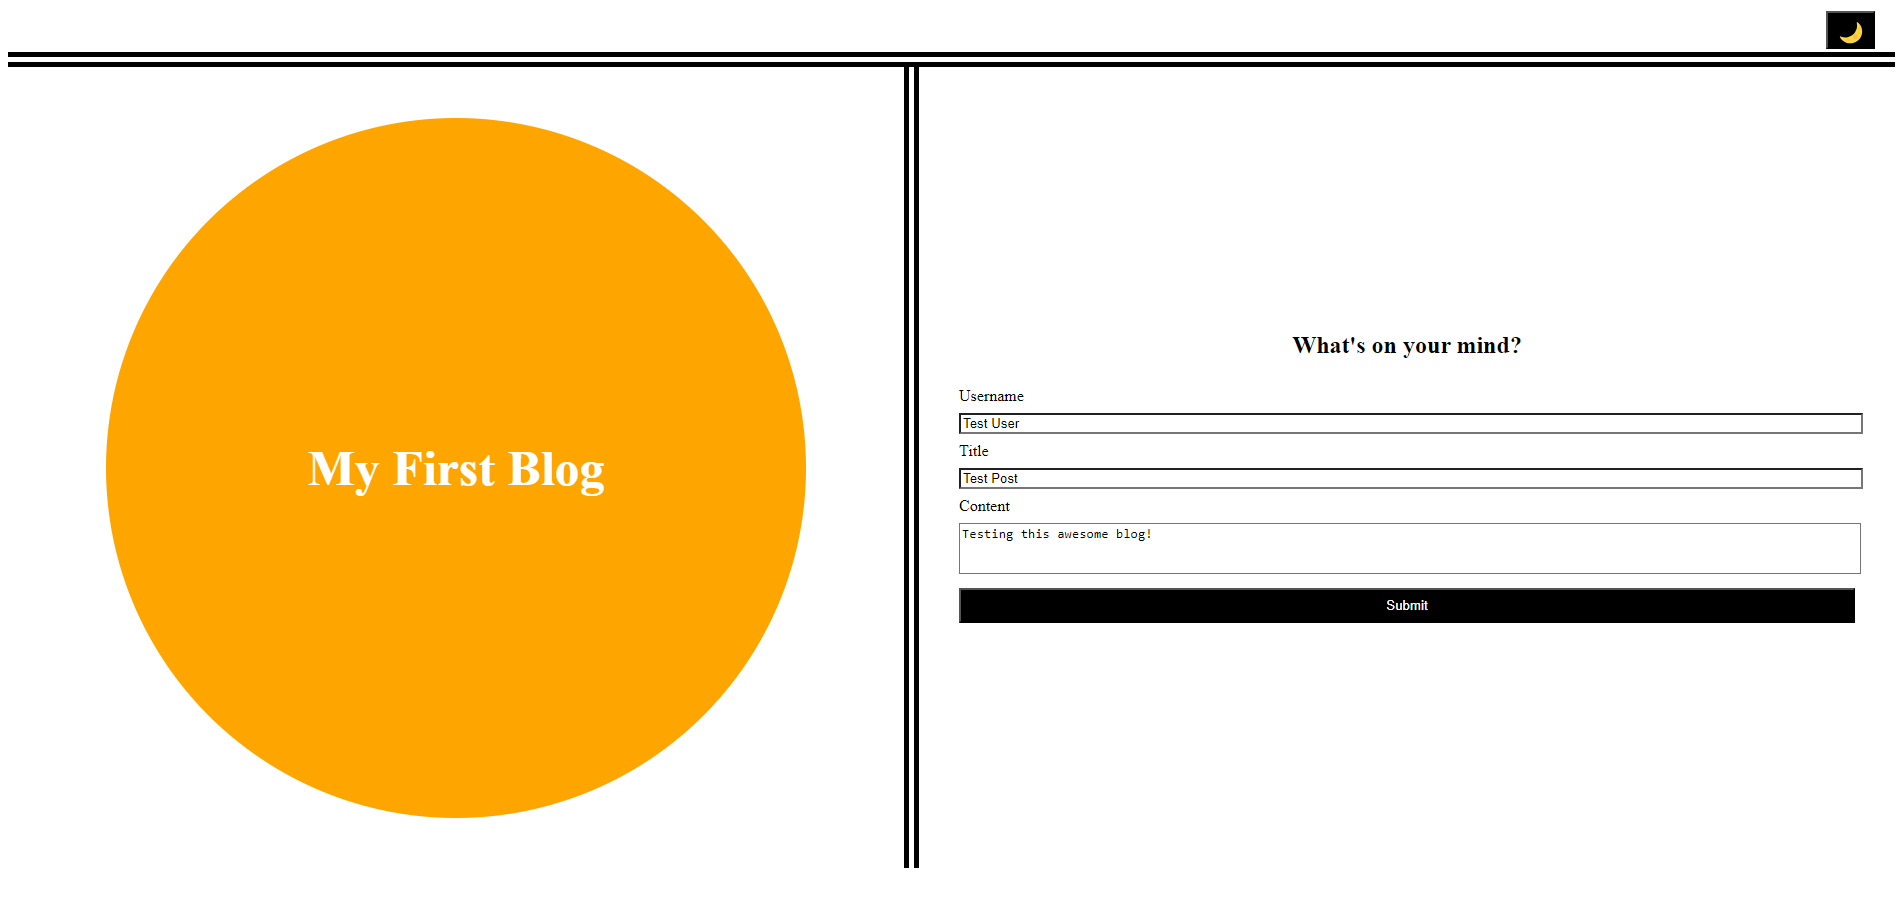 My First Blog
What's on your mind?
Username
Test User
Title
Test Post
Content
Testing this awesome blog!
Submit